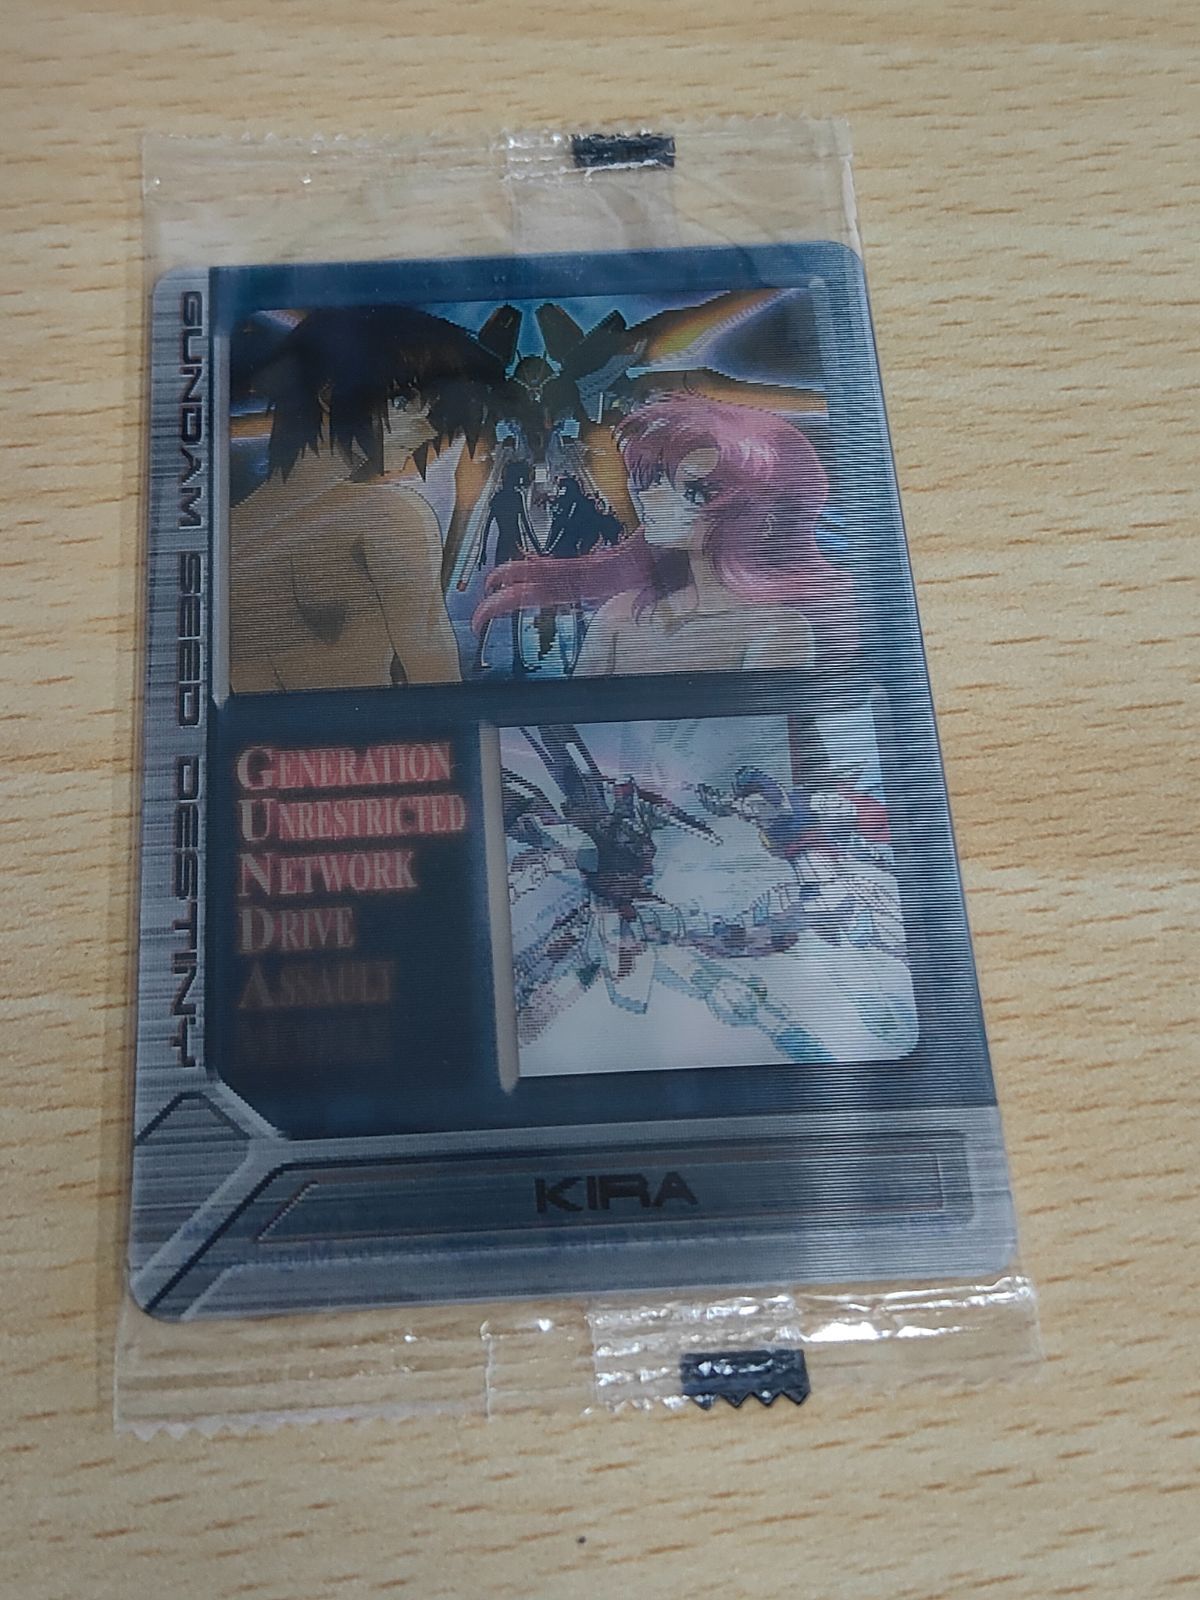 GUNDAM SEED DESTINY
GENERATION
UNRESTRICTED
NETWORK
DRIVE
ASSAULT
KIRA